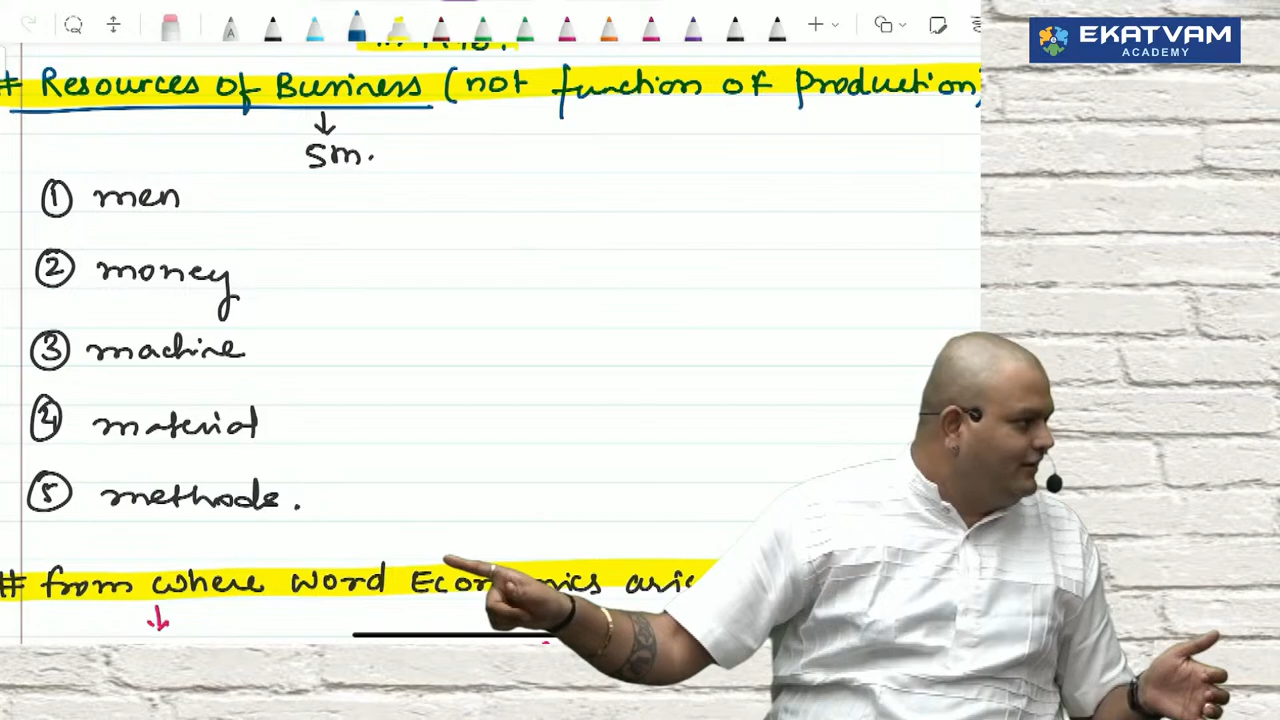 # Resources of Business (not function of Production)
↓
5m.
① men
② money
③ machine
④ material
⑤ methods.
# from where word Economics
↓
EKATVAM
ACADEMY